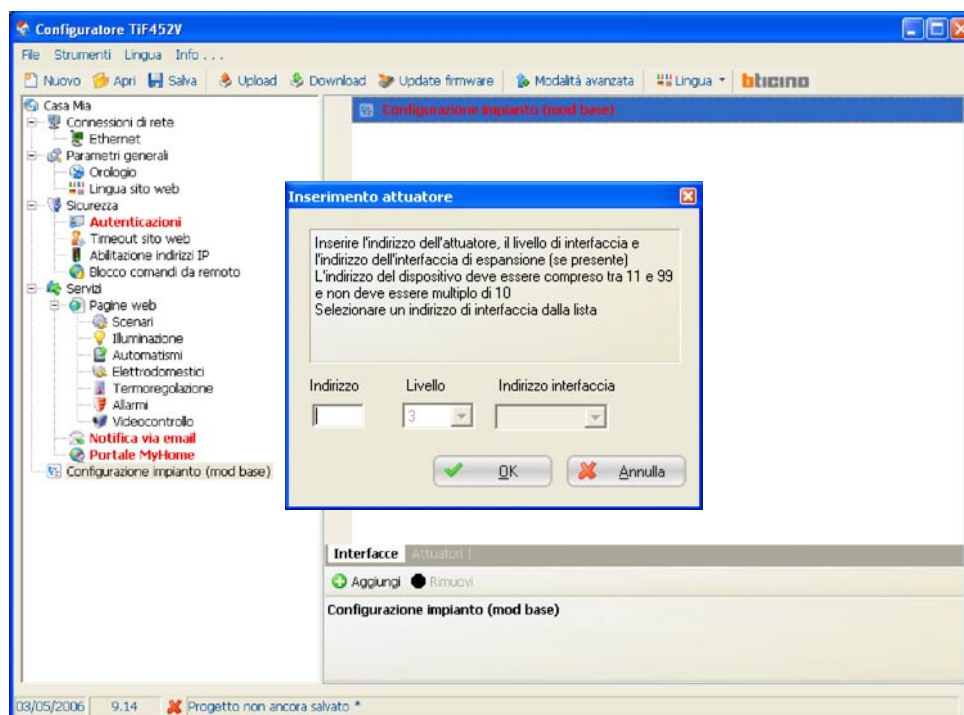 Configuratore TiF452V
File Strumenti Lingua Info . . .
Nuovo Apri Salva Upload Download Update firmware Modalità avanzata Lingua bticino
Casa Mia
Connessioni di rete
Ethernet
Parametri generali
Orologio
Lingua sito web
Sicurezza
Autenticazioni
Timeout sito web
Abilitazione indirizzi IP
Blocco comandi da remoto
Servizi
Pagine web
Scenari
Illuminazione
Automatismi
Elettrodomestici
Termoregolazione
Allarmi
Videocontrollo
Notifica via email
Portale MyHome
Configurazione impianto (mod base)
Configurazione impianto (mod base)
Inserimento attuatore
Inserire l'indirizzo dell'attuatore, il livello di interfaccia e
l'indirizzo dell'interfaccia di espansione (se presente)
L'indirizzo del dispositivo deve essere compreso tra 11 e 99
e non deve essere multiplo di 10
Selezionare un indirizzo di interfaccia dalla lista
Indirizzo Livello Indirizzo interfaccia
3
OK Annulla
Interfacce Attuatori
Aggiungi Rimuovi
Configurazione impianto (mod base)
03/05/2006 9.14 Progetto non ancora salvato *